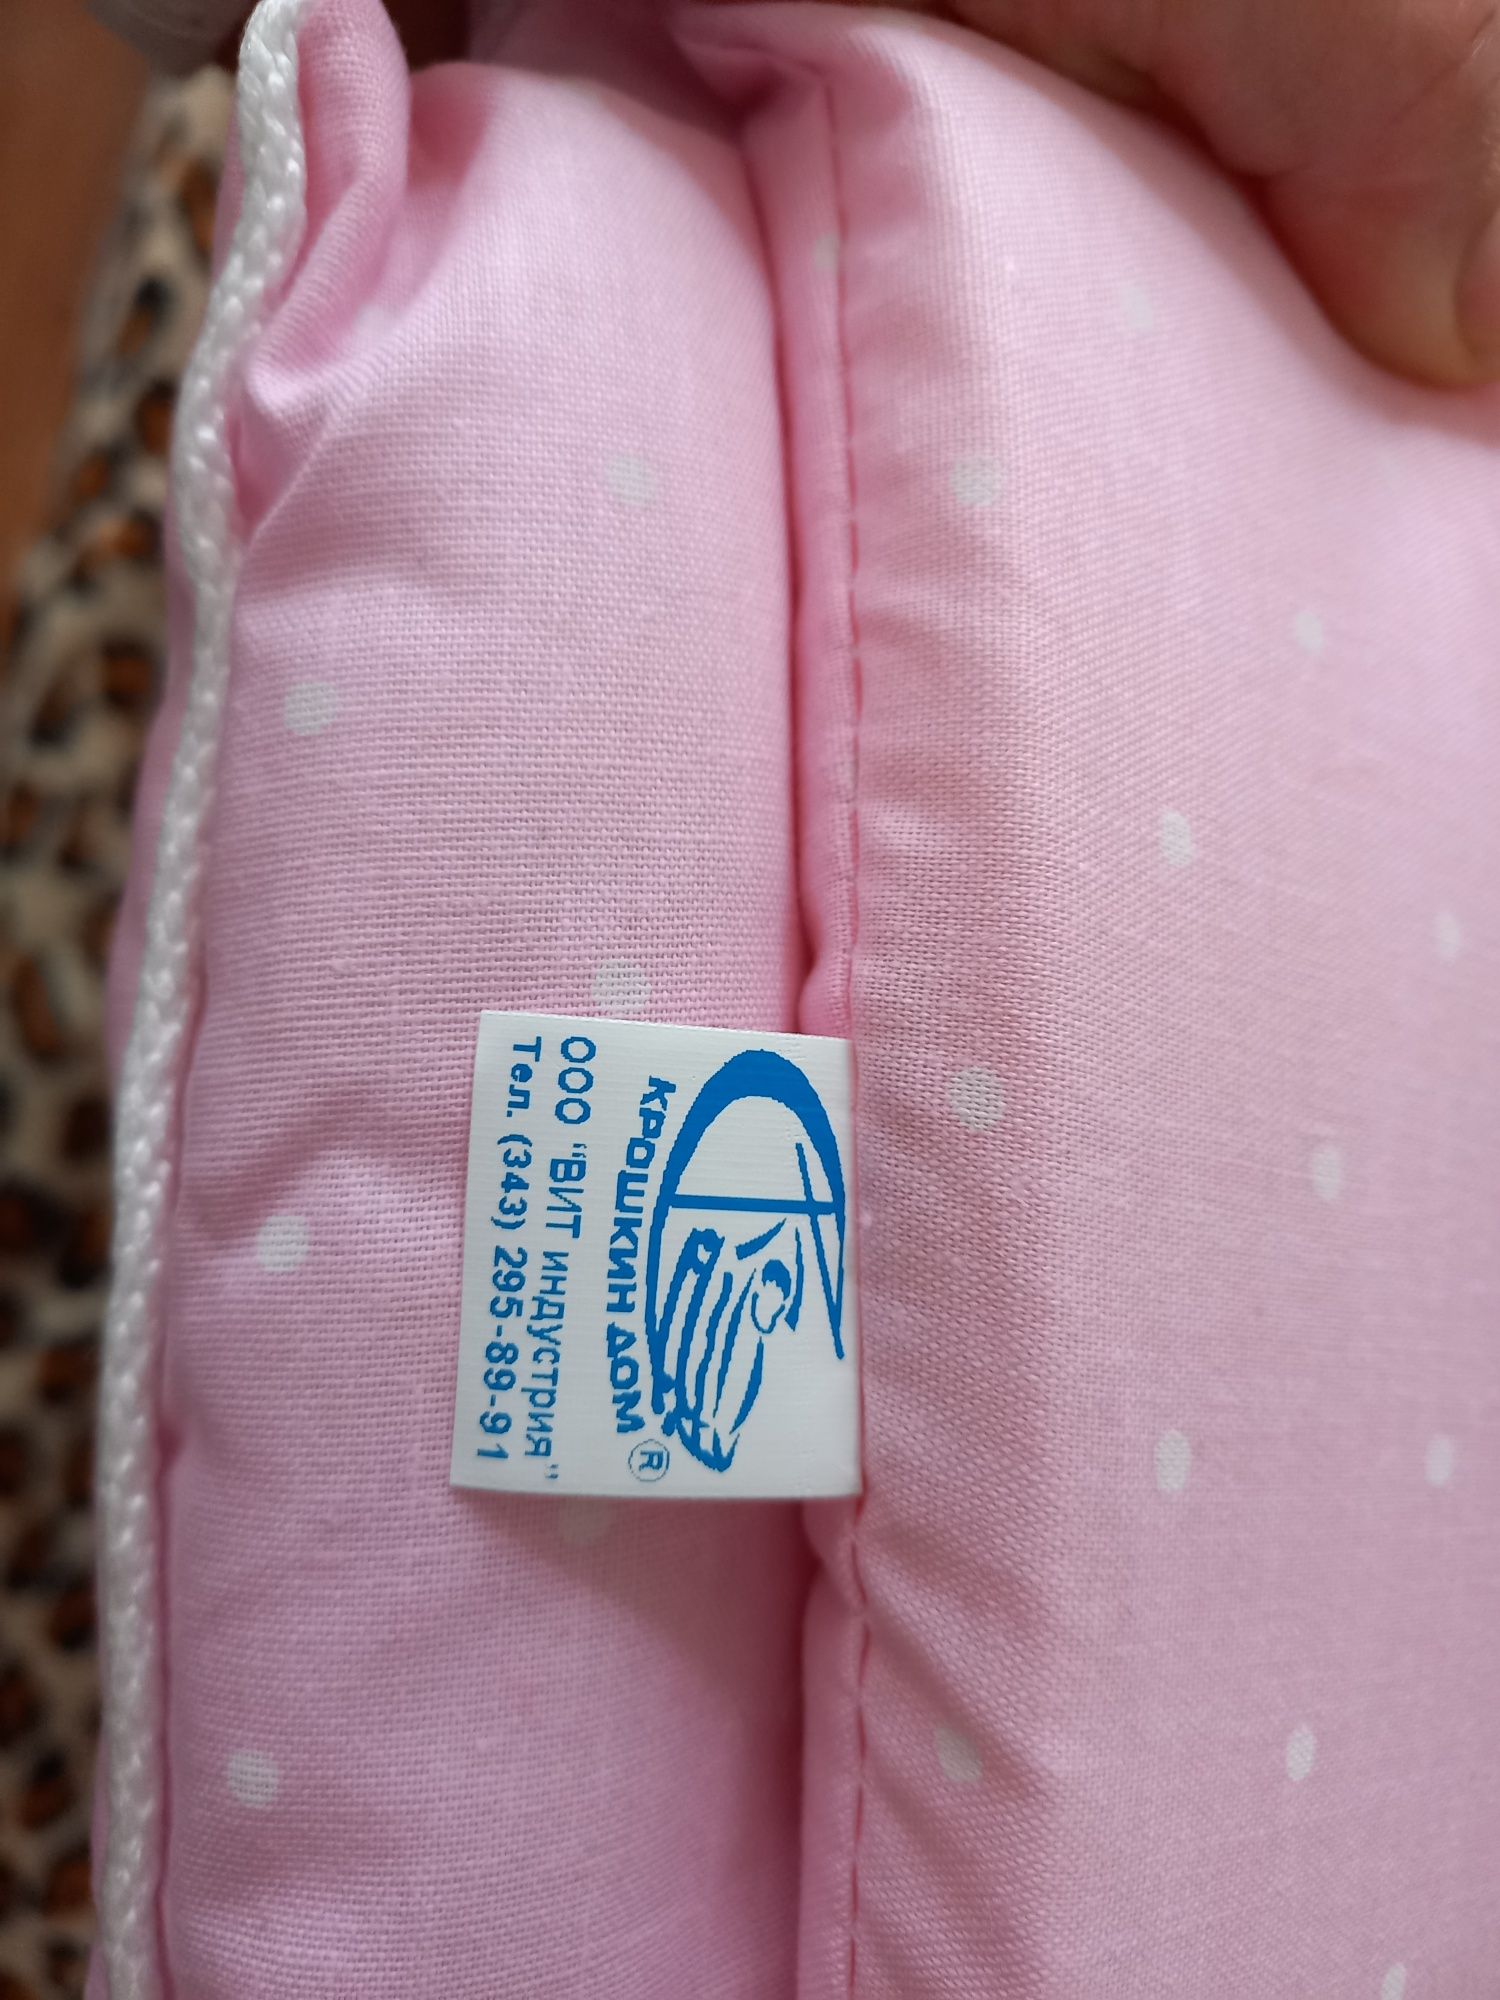 КРОШКИН ДОМ®
ООО "ВИТ индустрия"
Тел. (343) 295-89-91